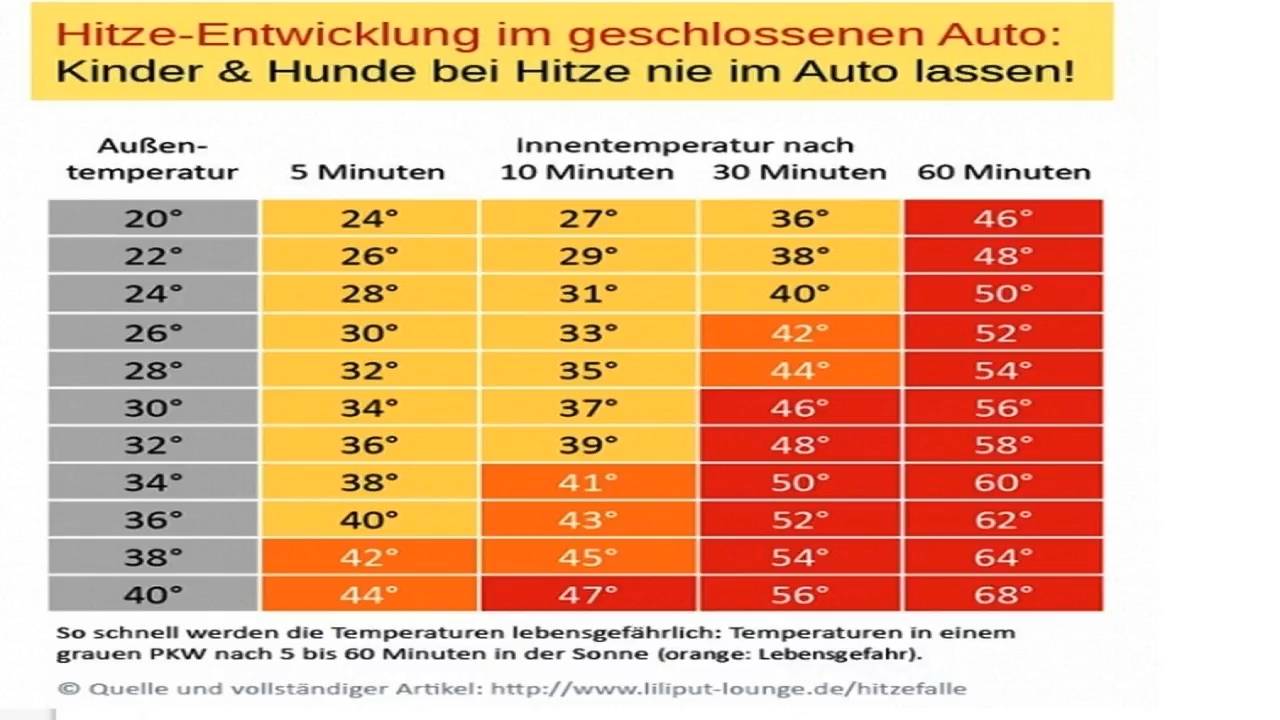 Hitze-Entwicklung im geschlossenen Auto:
Kinder & Hunde bei Hitze nie im Auto lassen!
Außen- Innentemperatur nach
temperatur 5 Minuten 10 Minuten 30 Minuten 60 Minuten
20° 24° 27° 36° 46°
22° 26° 29° 38° 48°
24° 28° 31° 40° 50°
26° 30° 33° 42° 52°
28° 32° 35° 44° 54°
30° 34° 37° 46° 56°
32° 36° 39° 48° 58°
34° 38° 41° 50° 60°
36° 40° 43° 52° 62°
38° 42° 45° 54° 64°
40° 44° 47° 56° 68°
So schnell werden die Temperaturen lebensgefährlich: Temperaturen in einem
grauen PKW nach 5 bis 60 Minuten in der Sonne (orange: Lebensgefahr).
© Quelle und vollständiger Artikel: http://www.liliput-lounge.de/hitzefalle